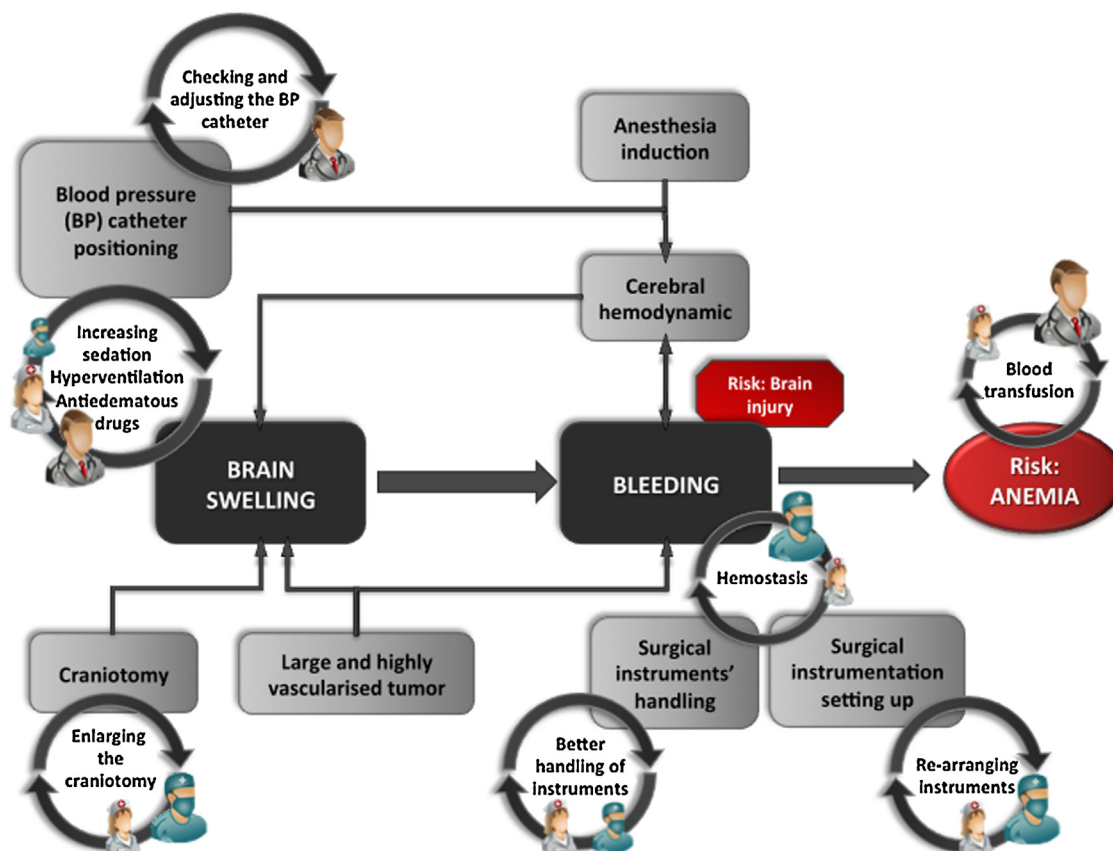 Checking and
adjusting the BP
catheter
Anesthesia
induction
Blood pressure
(BP) catheter
positioning
Cerebral
hemodynamic
Increasing
sedation
Hyperventilation
Antiedematous
drugs
Risk: Brain
injury
Blood
transfusion
BRAIN
SWELLING
BLEEDING
Risk:
ANEMIA
Hemostasis
Craniotomy
Large and highly
vascularised tumor
Surgical
instruments'
handling
Surgical
instrumentation
setting up
Enlarging
the
craniotomy
Better
handling of
instruments
Re-arranging
instruments